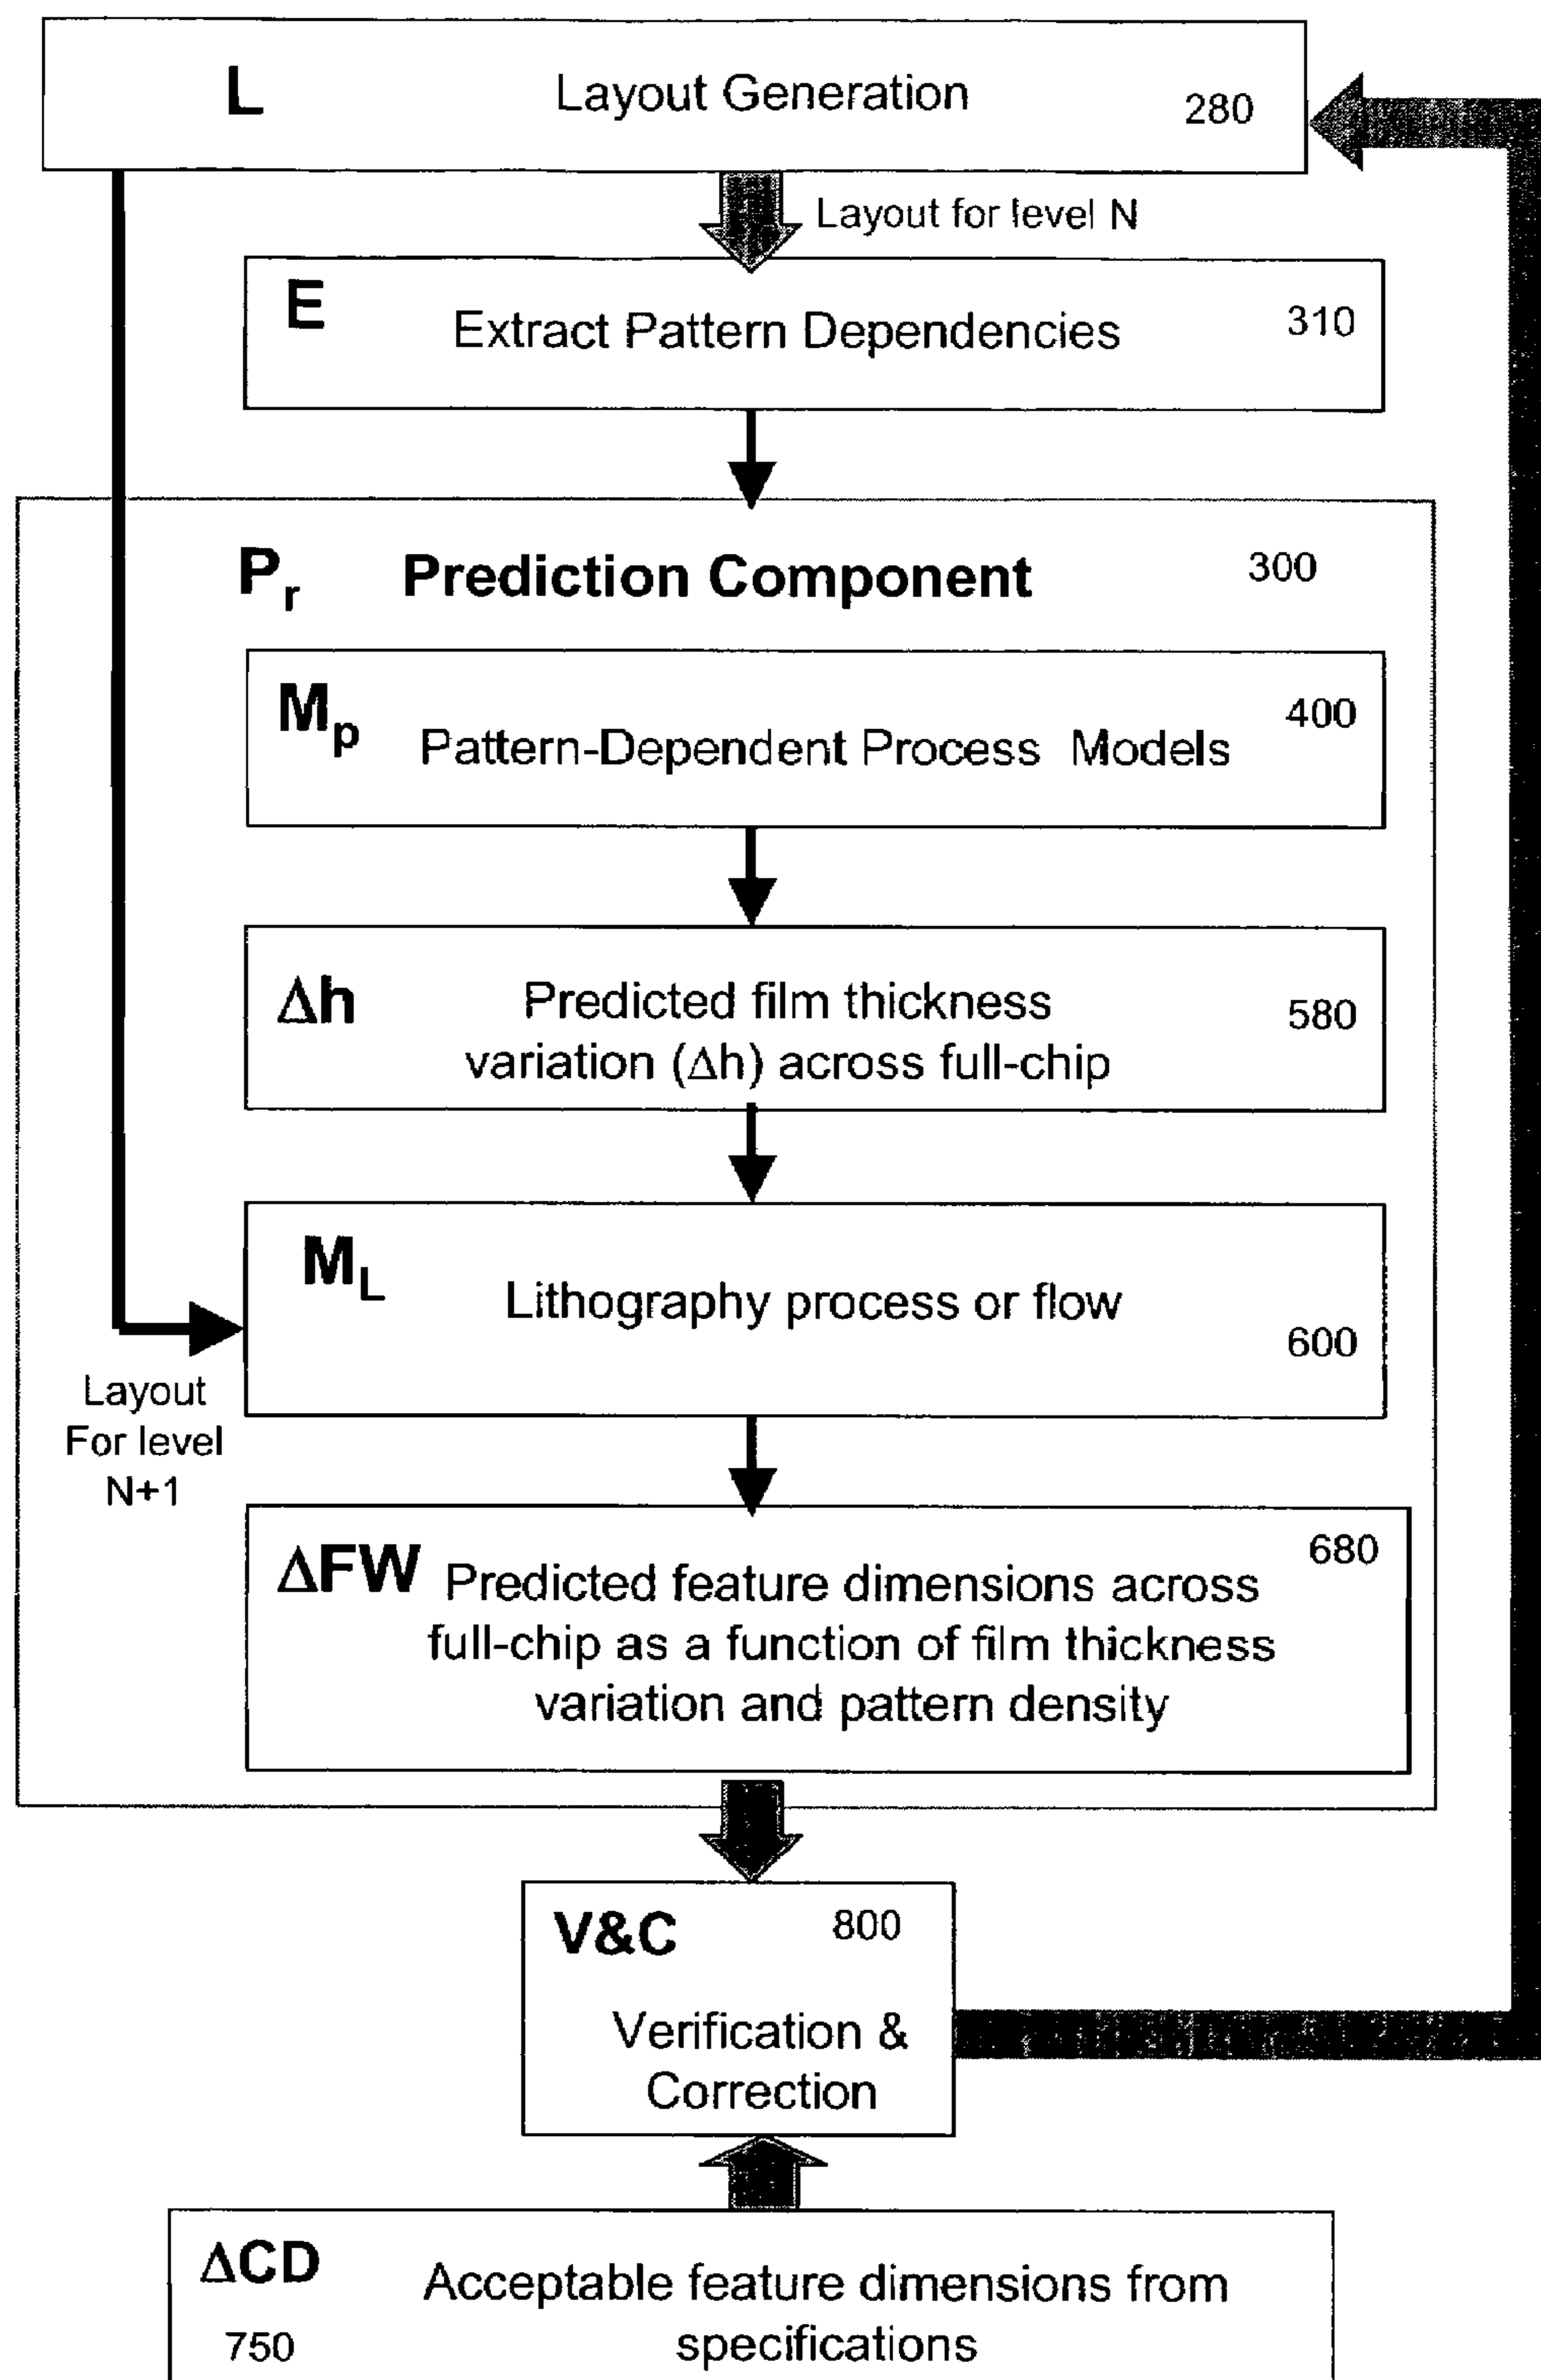 L Layout Generation 280
Layout for level N
E Extract Pattern Dependencies 310
Pr Prediction Component 300
Mp Pattern-Dependent Process Models 400
Δh Predicted film thickness 580
variation (Δh) across full-chip
ML Lithography process or flow 600
Layout
For level
N+1
ΔFW Predicted feature dimensions across 680
full-chip as a function of film thickness
variation and pattern density
V&C 800
Verification &
Correction
ΔCD Acceptable feature dimensions from
750 specifications